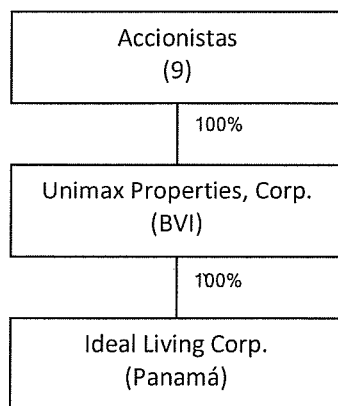 Accionistas
(9)
100%
Unimax Properties, Corp.
(BVI)
100%
Ideal Living Corp.
(Panamá)